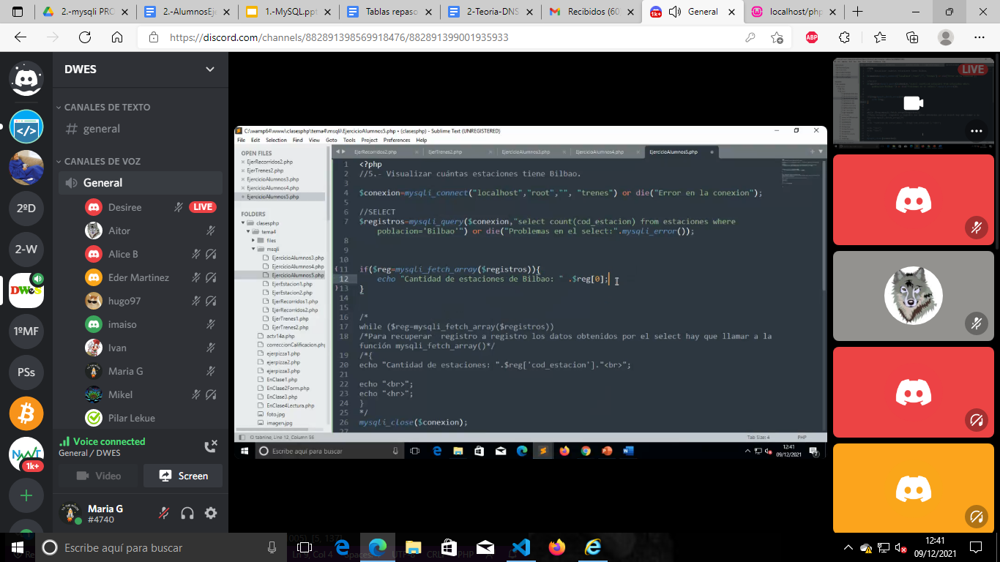 2.-mysqli PRO
2.-AlumnosEje
1.-MySQL.ppt
Tablas repaso
2-Teoria-DNS
Recibidos (60
1k+
General
localhost/php
https://discord.com/channels/882891398569918476/882891399001935933
ABP
DWES
CANALES DE TEXTO
general
CANALES DE VOZ
General
Desiree
LIVE
Aitor
Alice B
Eder Martinez
hugo97
imaiso
Ivan
Maria G
Mikel
Pilar Lekue
2ºD
2-W
DWeS
1ºMF
PSs
1k+
Voice connected
General / DWES
Video
Screen
Maria G
#4740
LIVE
C:\wamp64\www\clasesphp\tema4\msqli\EjercicioAlumnos5.php • (clasesphp) - Sublime Text (UNREGISTERED)
File Edit Selection Find View Goto Tools Project Preferences Help
OPEN FILES
EjerRecorridos2.php
EjerTrenes2.php
EjercicioAlumnos3.php
EjercicioAlumnos4.php
EjercicioAlumnos5.php
FOLDERS
clasesphp
tema4
files
msqli
EjercicioAlumnos3.php
EjercicioAlumnos4.php
EjercicioAlumnos5.php
EjerEstacion1.php
EjerEstacion2.php
EjerRecorridos1.php
EjerRecorridos2.php
EjerTrenes1.php
EjerTrenes2.php
actv14a.php
correccionCalificacion.php
ejerpizza1.php
ejerpizza2.php
ejerpizza3.php
EnClase1.php
EnClase2Form.php
EnClase3.php
EnClase4Lectura.php
foto.jpg
imagen.jpg
EjerRecorridos2.php
EjerTrenes2.php
EjercicioAlumnos3.php
EjercicioAlumnos4.php
EjercicioAlumnos5.php
1 <?php
2 //5.- Visualizar cuántas estaciones tiene Bilbao.
3
4 $conexion=mysqli_connect("localhost","root","", "trenes") or die("Error en la conexion");
5
6 //SELECT
7 $registros=mysqli_query($conexion,"select count(cod_estacion) from estaciones where
poblacion='Bilbao'") or die("Problemas en el select:".mysqli_error());
8
9
10
11 if($reg=mysqli_fetch_array($registros)){
12 echo "Cantidad de estaciones de Bilbao: " .$reg[0];
13 }
14
15
16 /*
17 while ($reg=mysqli_fetch_array($registros))
18 /*Para recuperar registro a registro los datos obtenidos por el select hay que llamar a la
función mysqli_fetch_array()*/
19 /*{
20 echo "Cantidad de estaciones: ".$reg['cod_estacion']."<br>";
21
22 echo "<br>";
23 echo "<hr>";
24 }
25 */
26 mysqli_close($conexion);
27
tabnine, Line 12, Column 56
Tab Size: 4
PHP
Escribe aquí para buscar
12:41
09/12/2021
7
Escribe aquí para buscar
12:41
09/12/2021